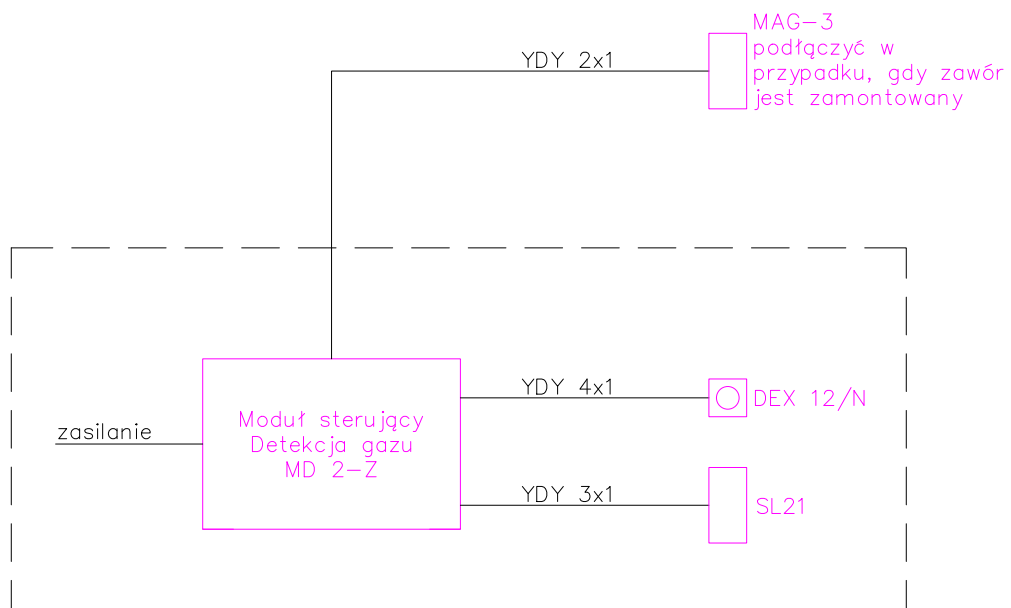 MAG-3
podłączyć w
przypadku, gdy zawór
jest zamontowany
YDY 2x1
YDY 4x1
DEX 12/N
Moduł sterujący
Detekcja gazu
MD 2-Z
zasilanie
YDY 3x1
SL21